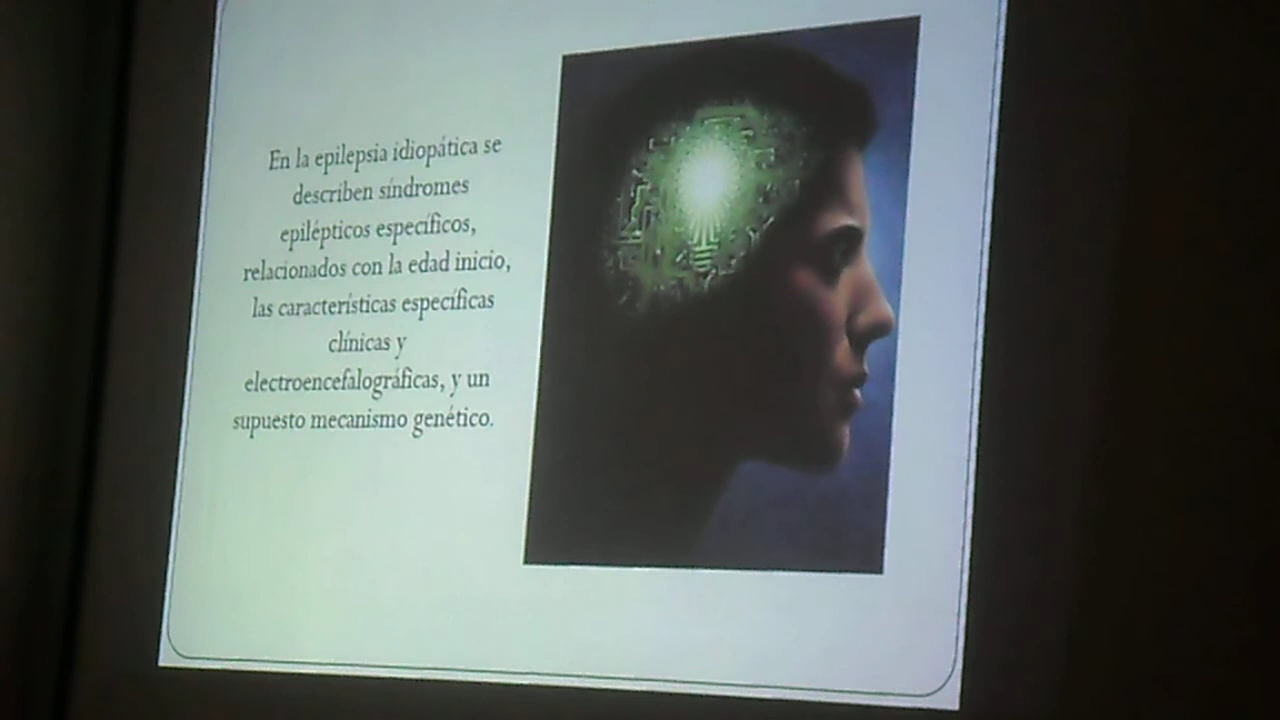 En la epilepsia idiopática se
describen síndromes
epilépticos específicos,
relacionados con la edad inicio,
las características específicas
clínicas y
electroencefalográficas, y un
supuesto mecanismo genético.